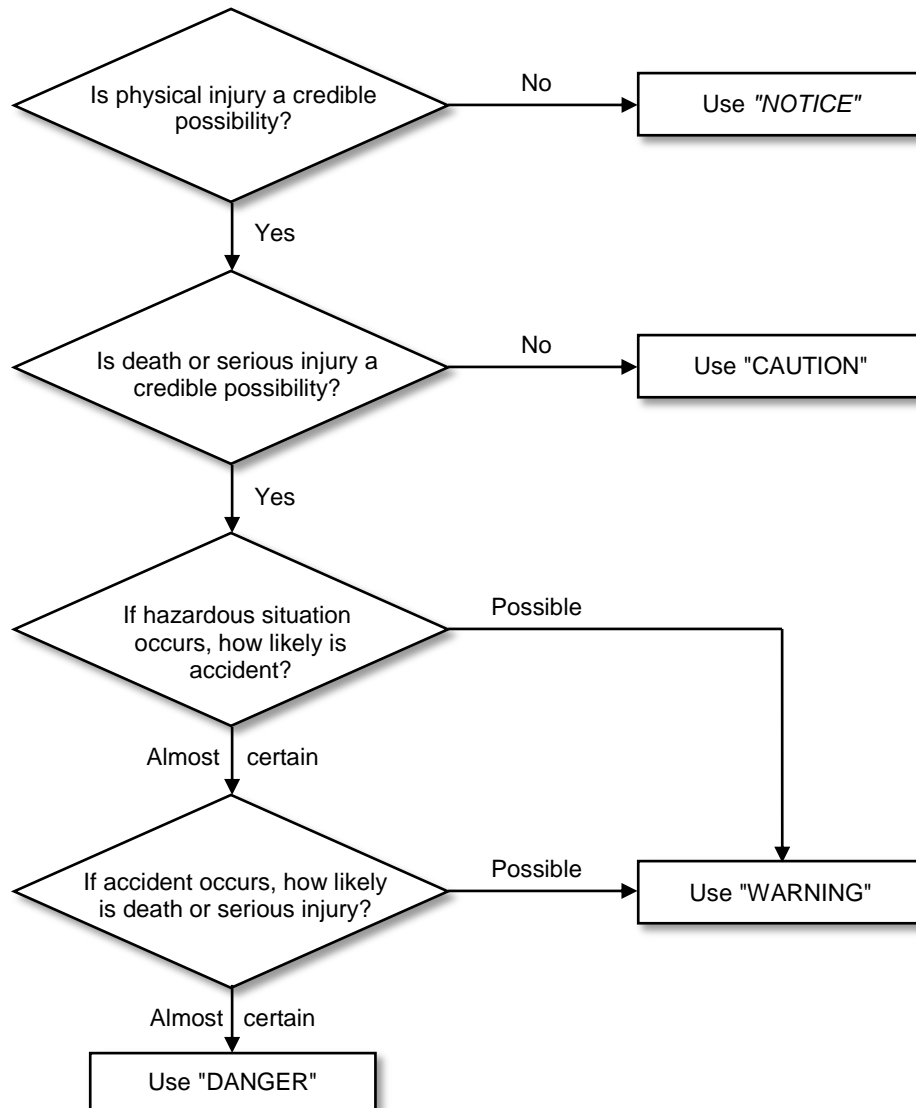 Is physical injury a credible
possibility?
No
Use "NOTICE"
Yes
Is death or serious injury a
credible possibility?
No
Use "CAUTION"
Yes
If hazardous situation
occurs, how likely is
accident?
Possible
Almost certain
If accident occurs, how likely
is death or serious injury?
Possible
Use "WARNING"
Almost certain
Use "DANGER"